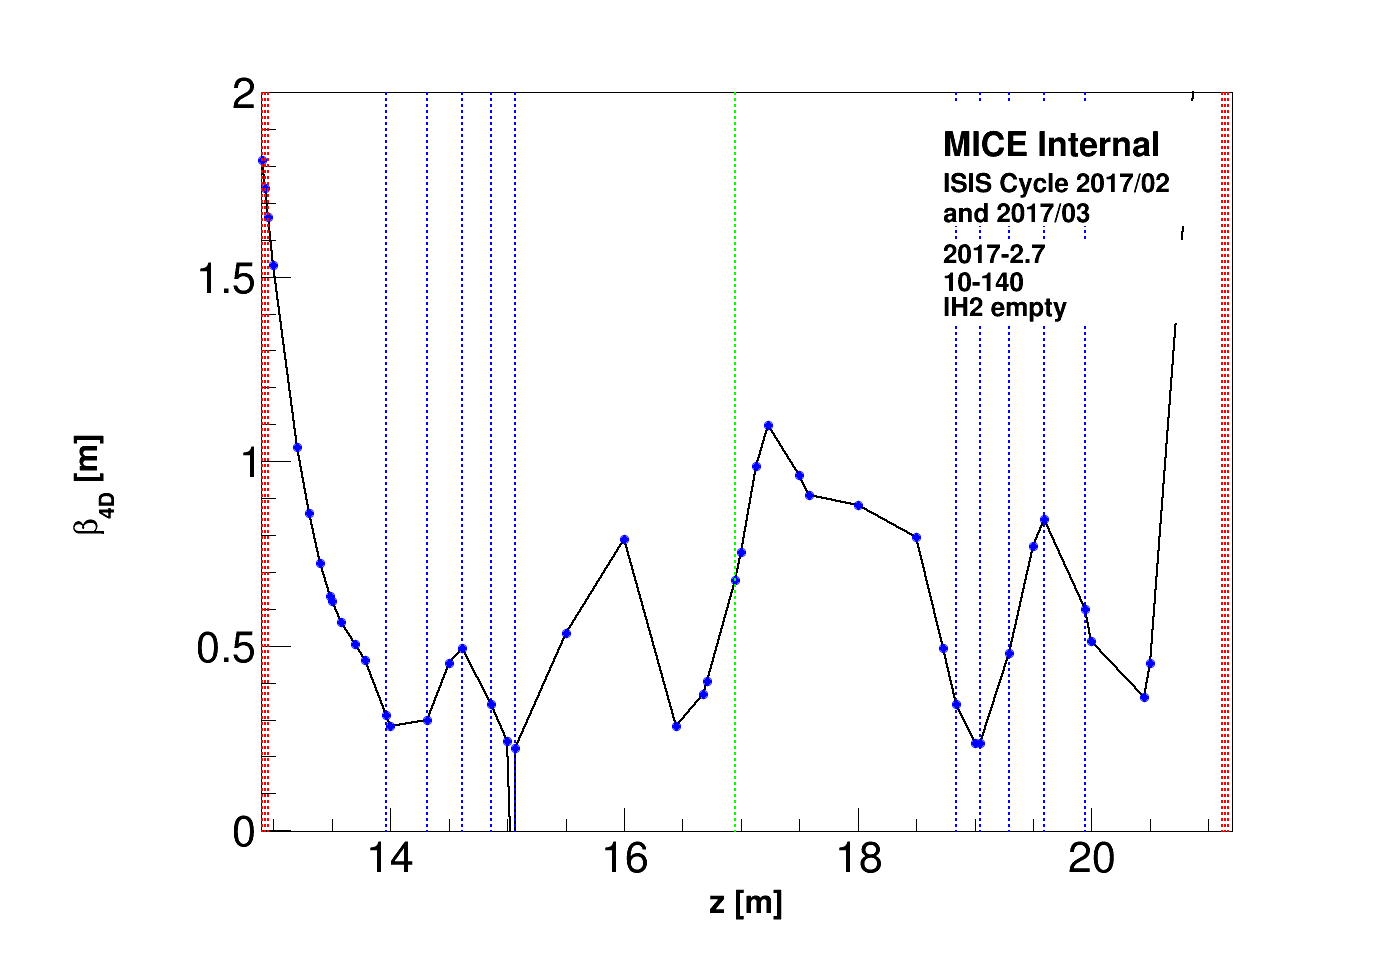 2
1.5
1
0.5
0
β4D [m]
MICE Internal
ISIS Cycle 2017/02
and 2017/03
2017-2.7
10-140
lH2 empty
14 16 18 20
z [m]